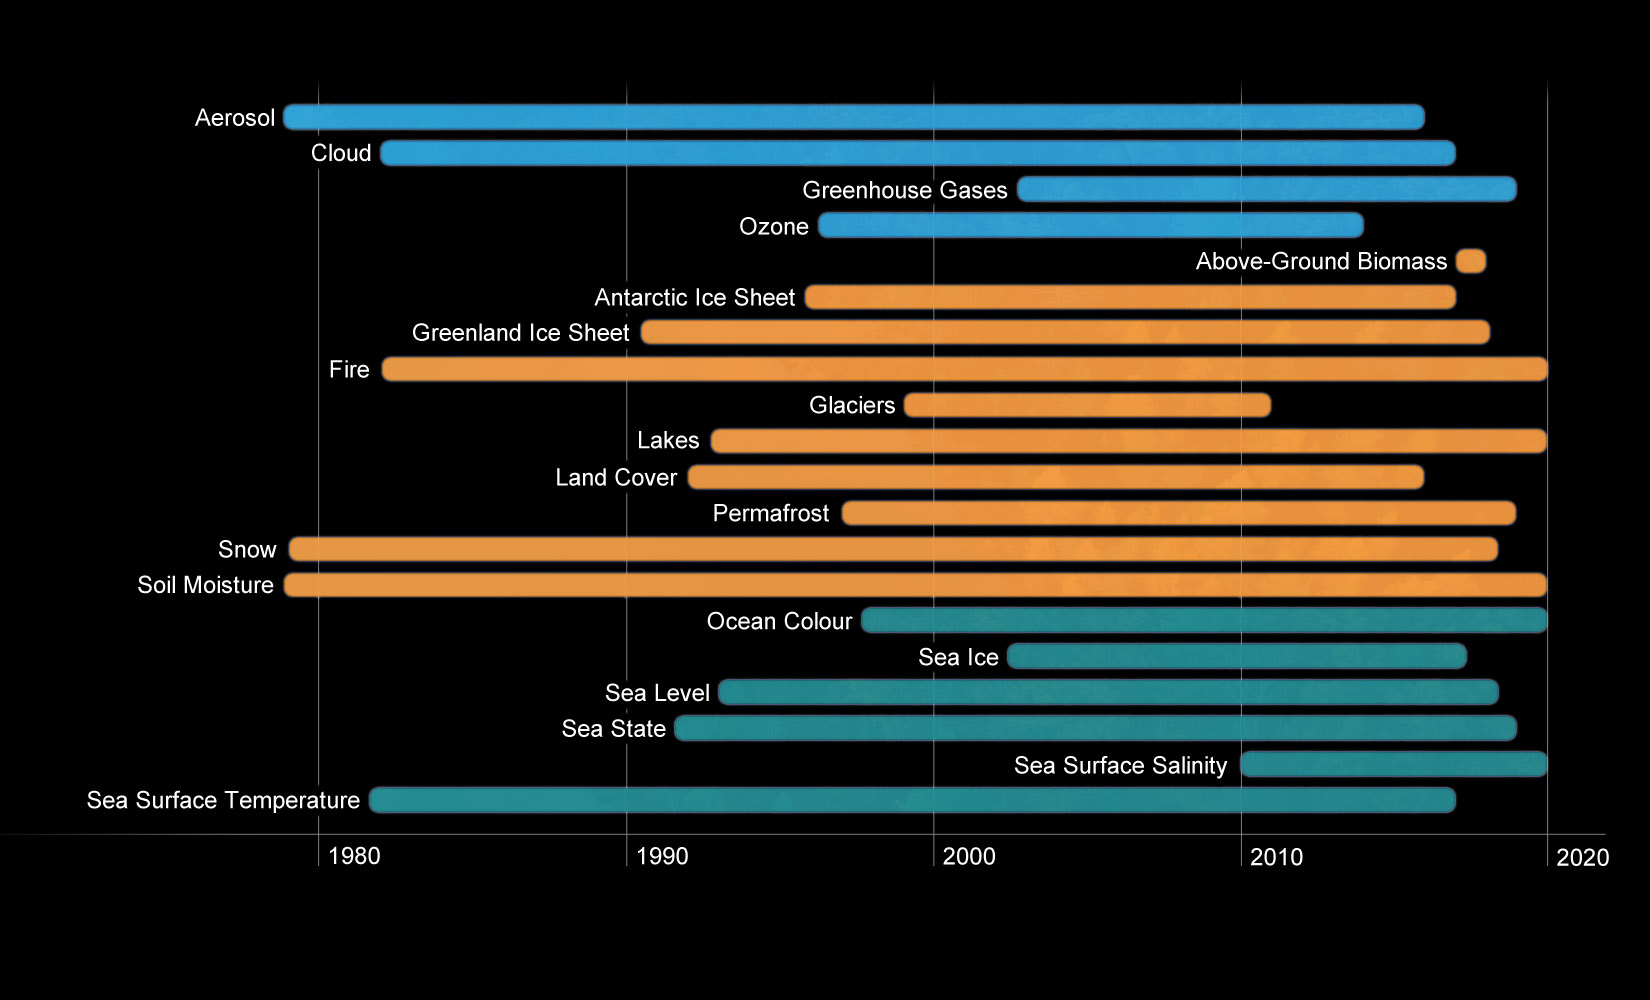 Aerosol
Cloud
Greenhouse Gases
Ozone
Above-Ground Biomass
Antarctic Ice Sheet
Greenland Ice Sheet
Fire
Glaciers
Lakes
Land Cover
Permafrost
Snow
Soil Moisture
Ocean Colour
Sea Ice
Sea Level
Sea State
Sea Surface Salinity
Sea Surface Temperature
1980 1990 2000 2010 2020